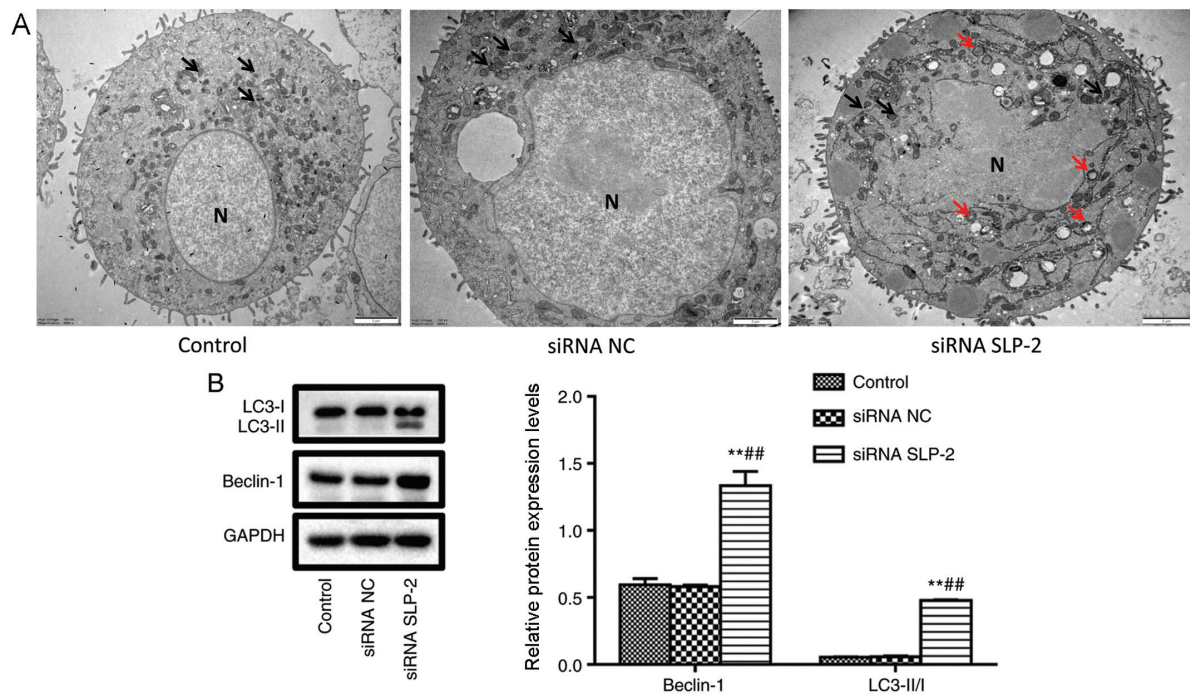 A
N
N
N
Control
siRNA NC
siRNA SLP-2
B
LC3-I
LC3-II
Beclin-1
GAPDH
Control
siRNA NC
siRNA SLP-2
Relative protein expression levels
2.0
1.5
1.0
0.5
0.0
**##
**##
Beclin-1
LC3-II/I
Control
siRNA NC
siRNA SLP-2